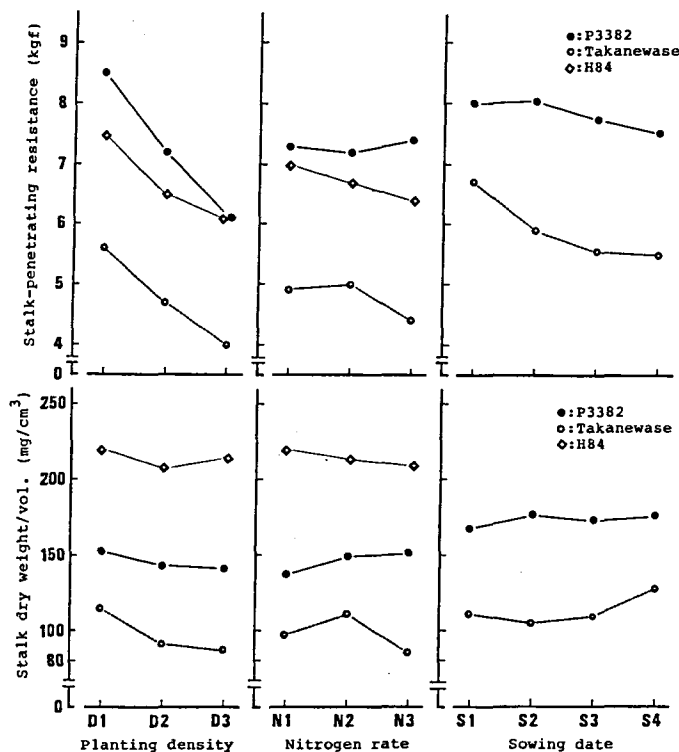 Stalk-penetrating resistance (kgf)
9
8
7
6
5
4
0
●:P3382
○:Takanewase
◇:H84
Stalk dry weight/vol. (mg/cm³)
250
200
150
100
80
0
●:P3382
○:Takanewase
◇:H84
D1 D2 D3
Planting density
N1 N2 N3
Nitrogen rate
S1 S2 S3 S4
Sowing date